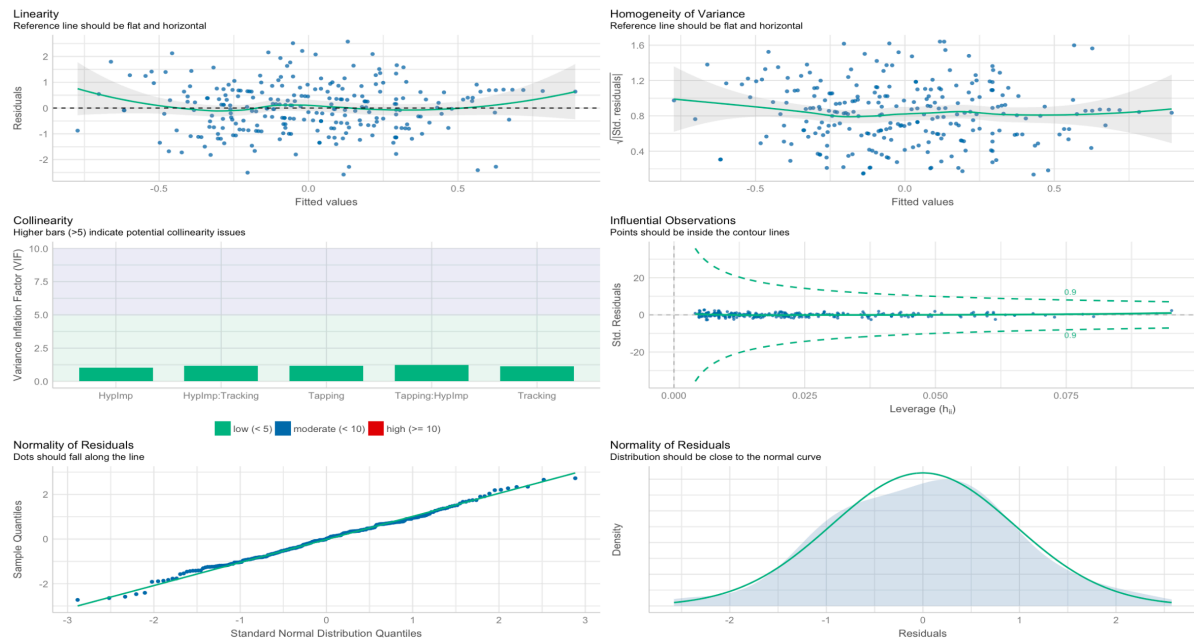 Linearity
Reference line should be flat and horizontal
Residuals
2
1
0
-1
-2
-0.5
0.0
0.5
Fitted values
Homogeneity of Variance
Reference line should be flat and horizontal
√|Std. residuals|
1.6
1.2
0.8
0.4
-0.5
0.0
0.5
Fitted values
Collinearity
Higher bars (>5) indicate potential collinearity issues
Variance Inflation Factor (VIF)
10.0
7.5
5.0
2.5
0.0
HypImp
HypImp:Tracking
Tapping
Tapping:HypImp
Tracking
low (< 5)
moderate (< 10)
high (>= 10)
Influential Observations
Points should be inside the contour lines
Std. Residuals
20
0
-20
0.9
0.9
0.000
0.025
0.050
0.075
Leverage (hii)
Normality of Residuals
Dots should fall along the line
Sample Quantiles
2
0
-2
-3
-2
-1
0
1
2
3
Standard Normal Distribution Quantiles
Normality of Residuals
Distribution should be close to the normal curve
Density
-2
-1
0
1
2
Residuals